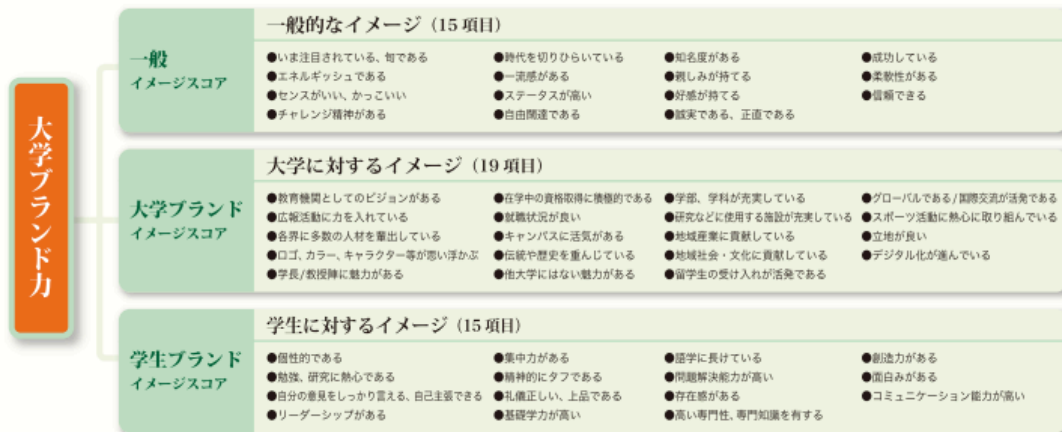 大学ブランド力
一般
イメージスコア
一般的なイメージ（15 項目）
●いま注目されている、旬である
●エネルギッシュである
●センスがいい、かっこいい
●チャレンジ精神がある
●時代を切りひらいている
●一流感がある
●ステータスが高い
●自由闊達である
●知名度がある
●親しみが持てる
●好感が持てる
●誠実である、正直である
●成功している
●柔軟性がある
●信頼できる
大学ブランド
イメージスコア
大学に対するイメージ（19 項目）
●教育機関としてのビジョンがある
●広報活動に力を入れている
●各界に多数の人材を輩出している
●ロゴ、カラー、キャラクター等が思い浮かぶ
●学長/教授陣に魅力がある
●在学中の資格取得に積極的である
●就職状況が良い
●キャンパスに活気がある
●伝統や歴史を重んじている
●他大学にはない魅力がある
●学部、学科が充実している
●研究などに使用する施設が充実している
●地域産業に貢献している
●地域社会・文化に貢献している
●留学生の受け入れが活発である
●グローバルである/国際交流が活発である
●スポーツ活動に熱心に取り組んでいる
●立地が良い
●デジタル化が進んでいる
学生ブランド
イメージスコア
学生に対するイメージ（15 項目）
●個性的である
●勉強、研究に熱心である
●自分の意見をしっかり言える、自己主張できる
●リーダーシップがある
●集中力がある
●精神的にタフである
●礼儀正しい、上品である
●基礎学力が高い
●語学に長けている
●問題解決能力が高い
●存在感がある
●高い専門性、専門知識を有する
●創造力がある
●面白みがある
●コミュニケーション能力が高い